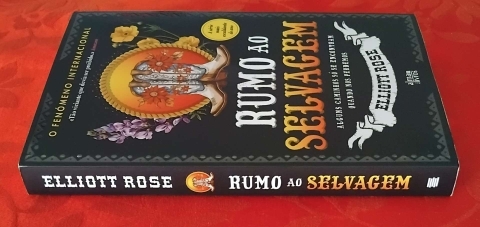 O FENÔMENO INTERNACIONAL
RUMO AO
SELVAGEM
ALGUNS CAMINHOS SÓ SE ENCONTRAM
QUANDO NOS PERDEMOS
ELLIOTT ROSE
ELLIOTT ROSE RUMO AO SELVAGEM